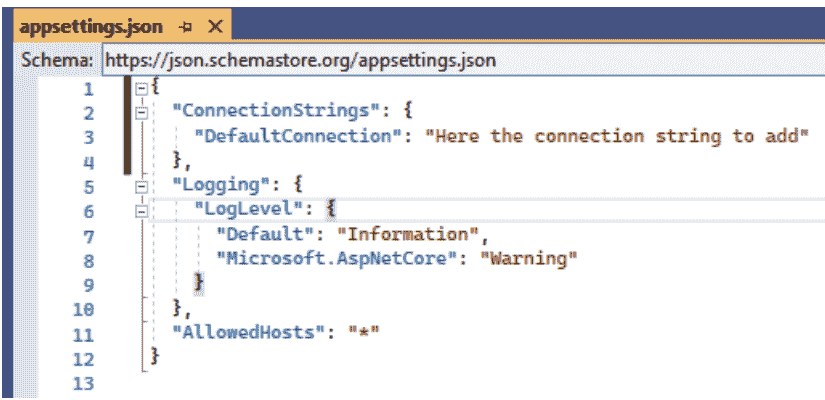 appsettings.json
Schema: https://json.schemastore.org/appsettings.json
1 {
2 "ConnectionStrings": {
3 "DefaultConnection": "Here the connection string to add"
4 },
5 "Logging": {
6 "LogLevel": {
7 "Default": "Information",
8 "Microsoft.AspNetCore": "Warning"
9 }
10 },
11 "AllowedHosts": "*"
12 }
13